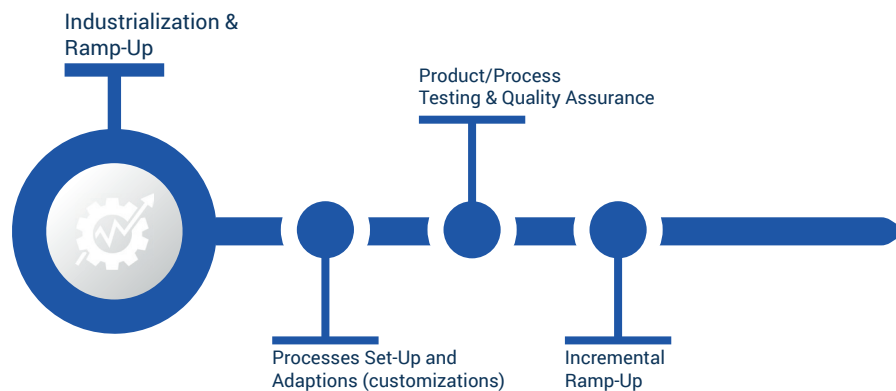 Industrialization &
Ramp-Up
Product/Process
Testing & Quality Assurance
Processes Set-Up and
Adaptions (customizations)
Incremental
Ramp-Up